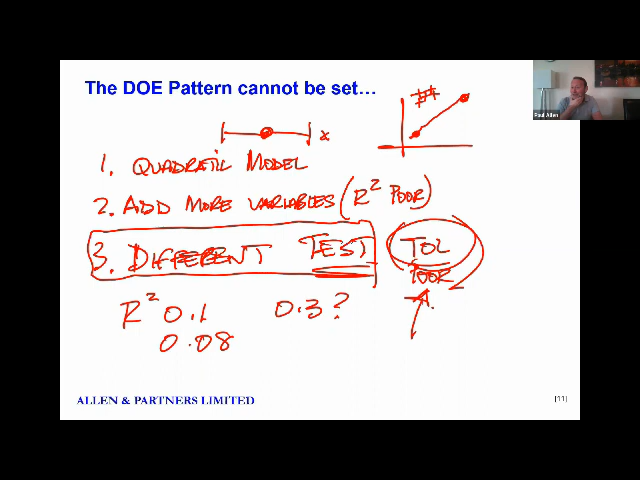 The DOE Pattern cannot be set...
Paul Allen
x
1. QUADRATIC MODEL
2. ADD MORE VARIABLES (R² POOR)
3. DIFFERENT TEST TOL
POOR
R² 0.1 0.3?
0.08
ALLEN & PARTNERS LIMITED
[11]